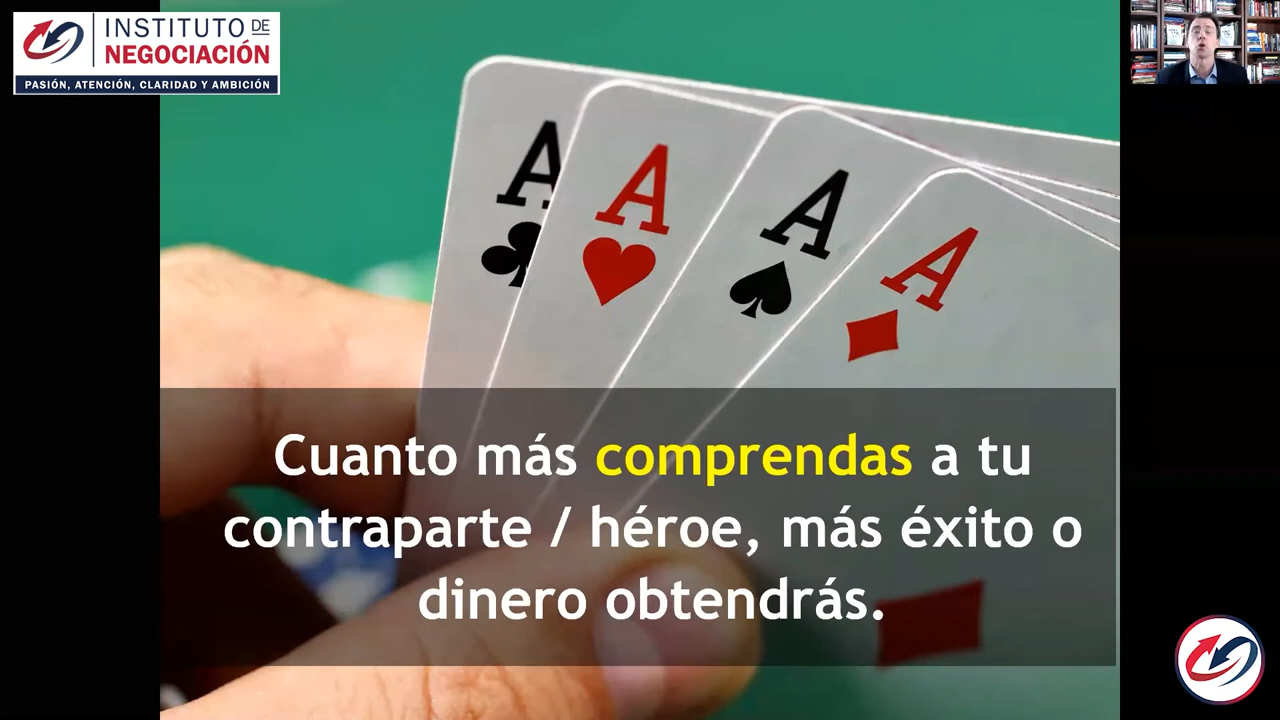 INSTITUTO DE
NEGOCIACIÓN
PASIÓN, ATENCIÓN, CLARIDAD Y AMBICIÓN
A
A
A
A
Cuanto más comprendas a tu
contraparte / héroe, más éxito o
dinero obtendrás.